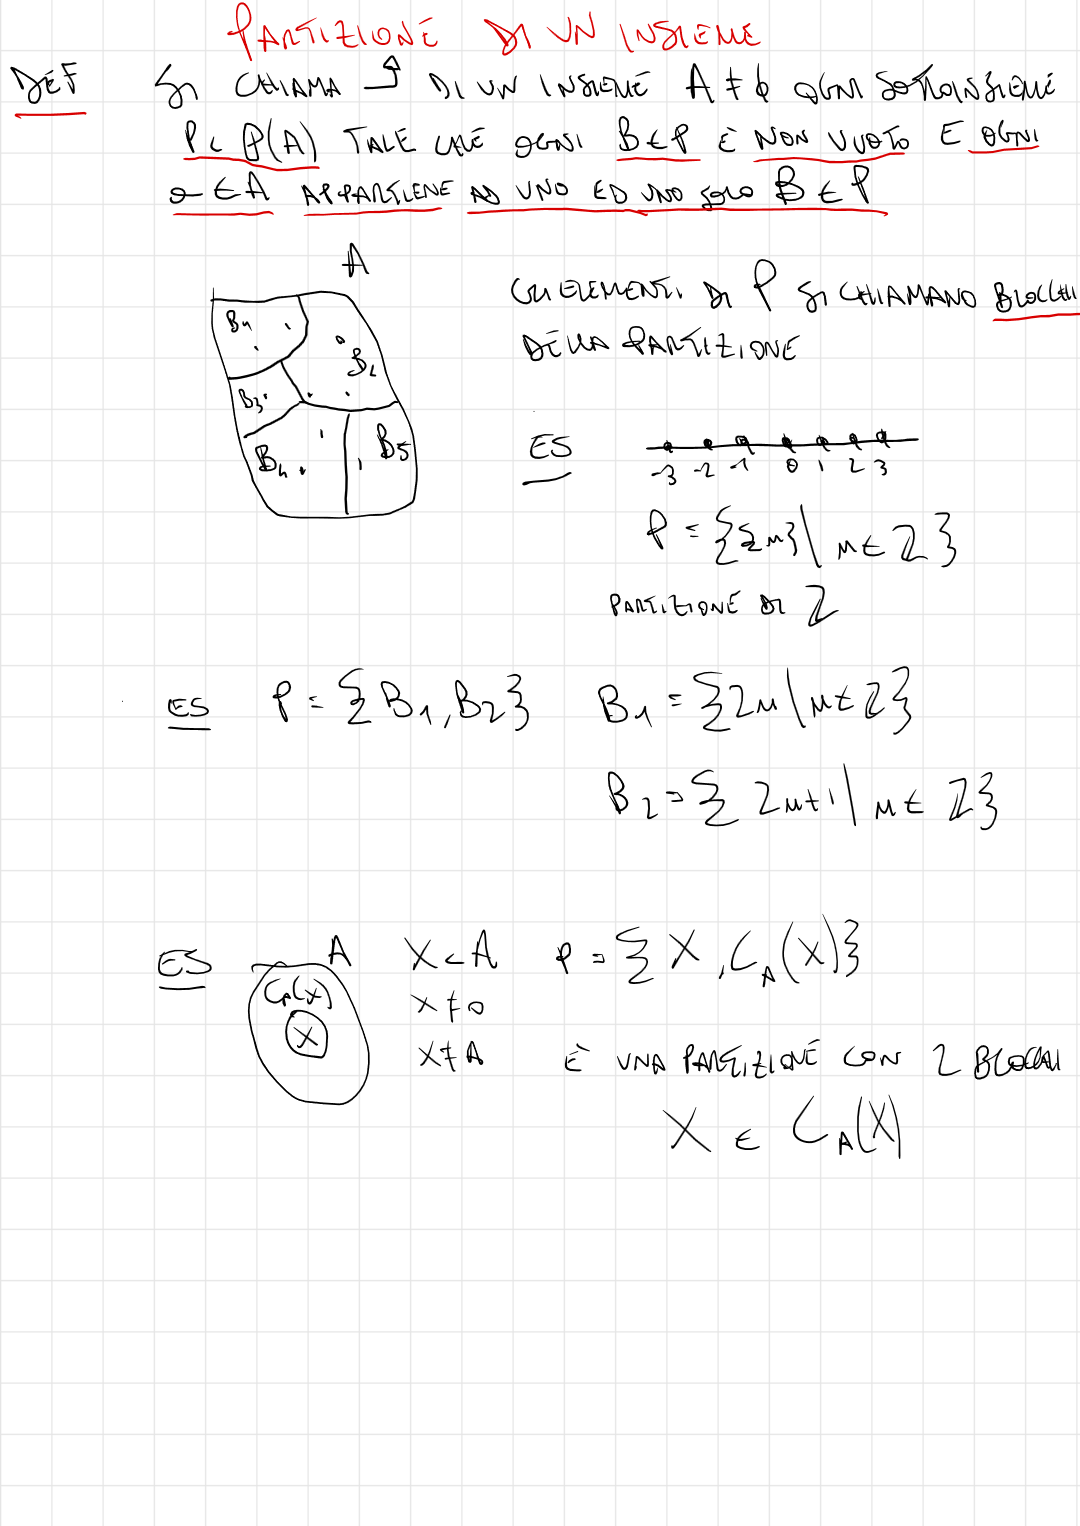 PARTIZIONE DI UN INSIEME
DEF SI CHIAMA ↑ DI UN INSIEME A ≠ ∅ OGNI SOTTOINSIEME
P ⊂ P(A) TALE CHE OGNI B ∈ P È NON VUOTO E OGNI
a ∈ A APPARTIENE AD UNO ED UNO SOLO B ∈ P
A
B1
B2
B3
B4
B5
GLI ELEMENTI DI P SI CHIAMANO BLOCCHI
DELLA PARTIZIONE
ES
-3 -2 -1 0 1 2 3
P = {{n} | n ∈ Z}
PARTIZIONE DI Z
ES P = {B1, B2} B1 = {2n | n ∈ Z}
B2 = {2n+1 | n ∈ Z}
ES A X ⊂ A P = {X, CA(X)}
CA(X) X ≠ ∅
X X ≠ A È UNA PARTIZIONE CON 2 BLOCCHI
X E CA(X)